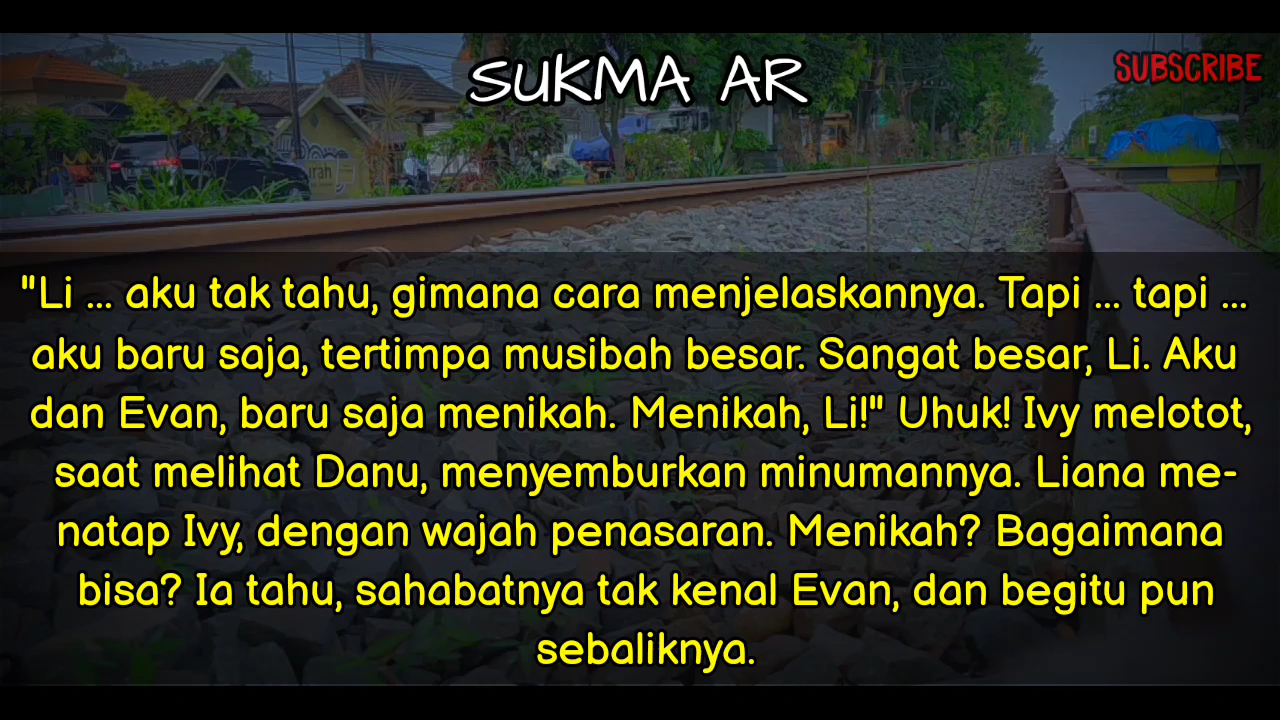 SUKMA AR
SUBSCRIBE
"Li ... aku tak tahu, gimana cara menjelaskannya. Tapi ... tapi ...
aku baru saja, tertimpa musibah besar. Sangat besar, Li. Aku
dan Evan, baru saja menikah. Menikah, Li!" Uhuk! Ivy melotot,
saat melihat Danu, menyemburkan minumannya. Liana me-
natap Ivy, dengan wajah penasaran. Menikah? Bagaimana
bisa? Ia tahu, sahabatnya tak kenal Evan, dan begitu pun
sebaliknya.